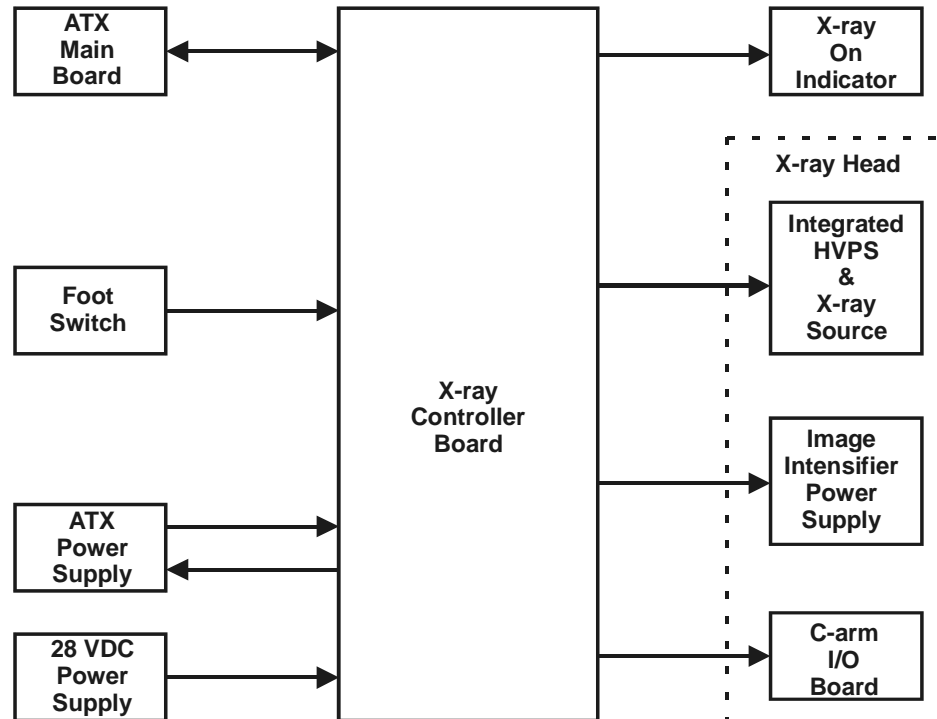 ATX
Main
Board
Foot
Switch
ATX
Power
Supply
28 VDC
Power
Supply
X-ray
Controller
Board
X-ray
On
Indicator
X-ray Head
Integrated
HVPS
&
X-ray
Source
Image
Intensifier
Power
Supply
C-arm
I/O
Board